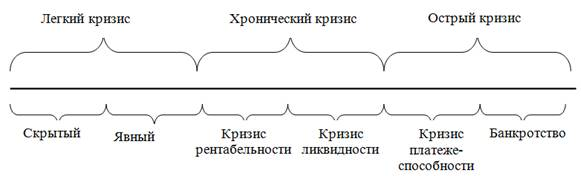 Легкий кризис Хронический кризис Острый кризис
Скрытый Явный Кризис рентабельности Кризис ликвидности Кризис платеже-способности Банкротство